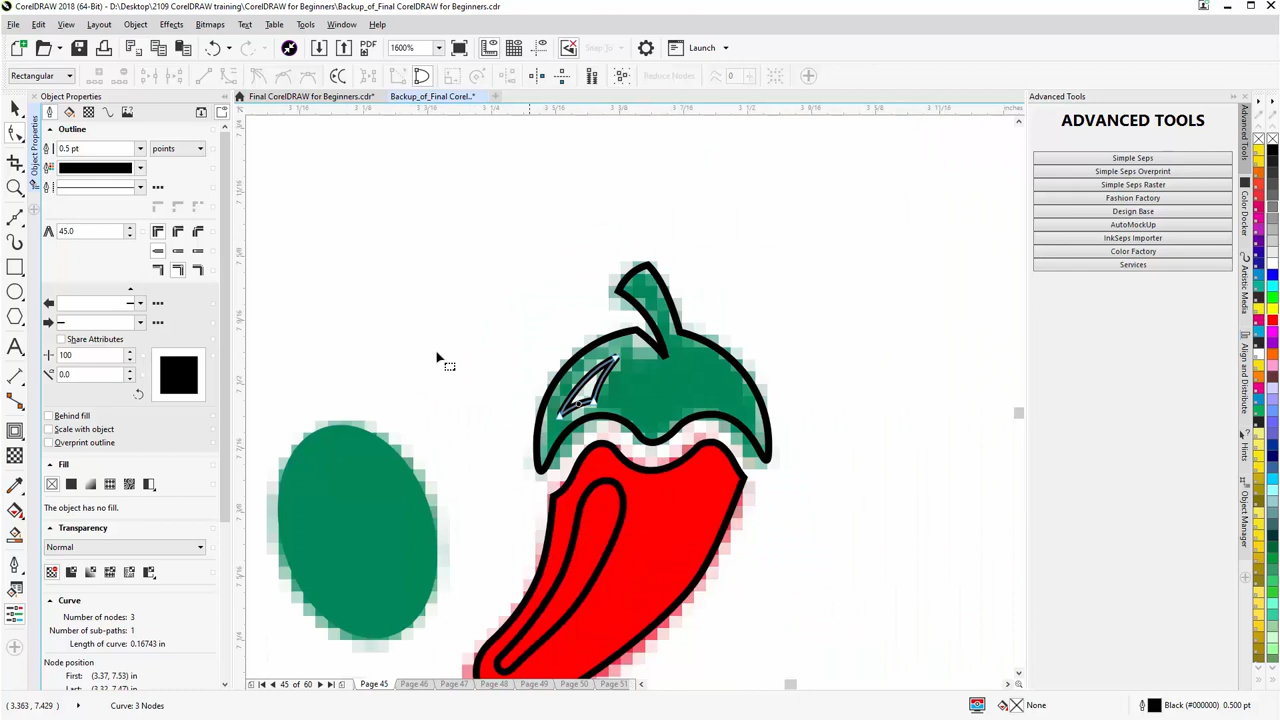 CorelDRAW 2018 (64-Bit) - D:\Desktop\2109 CorelDRAW training\CorelDRAW for Beginners\Backup_of_Final CorelDRAW for Beginners.cdr
File Edit View Layout Object Effects Bitmaps Text Table Tools Window Help
PDF 1600% Snap To Launch
Rectangular Reduce Nodes 0
Object Properties Final CorelDRAW for Beginners.cdr* Backup_of_Final Corel...* Advanced Tools
inches
Outline
ADVANCED TOOLS
0.5 pt points
Simple Seps
Simple Seps Overprint
Simple Seps Raster
Fashion Factory
Design Base
AutoMockUp
InkSeps Importer
Color Factory
Services
45.0
Share Attributes
100
0.0
Behind fill
Scale with object
Overprint outline
Fill
The object has no fill.
Transparency
Normal
Curve
Number of nodes: 3
Number of sub-paths: 1
Length of curve: 0.16743 in
Node position
First: (3.37, 7.53) in
Object Properties
Advanced Tools
Color Docker
Artistic Media
Align and Distribute
Hints
Object Manager
45 of 60 Page 45 Page 46 Page 47 Page 48 Page 49 Page 50 Page 51
(3.363, 7.429) Curve: 3 Nodes None Black (#000000) 0.500 pt